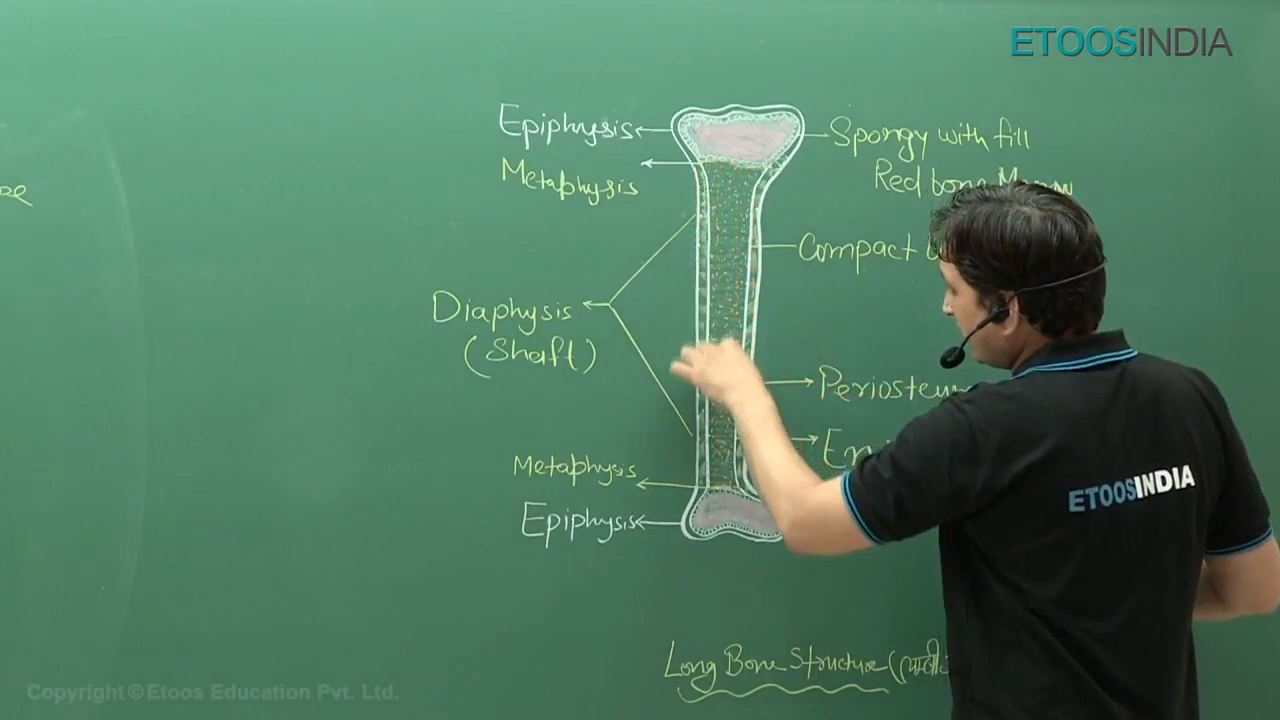 ETOOSINDIA
Epiphysis
Metaphysis
Spongy with fill
Red bone
Compact
Diaphysis
(Shaft)
Periosteum
Metaphysis
Epiphysis
ETOOSINDIA
Long Bone Structure
Copyright © Etoos Education Pvt. Ltd.